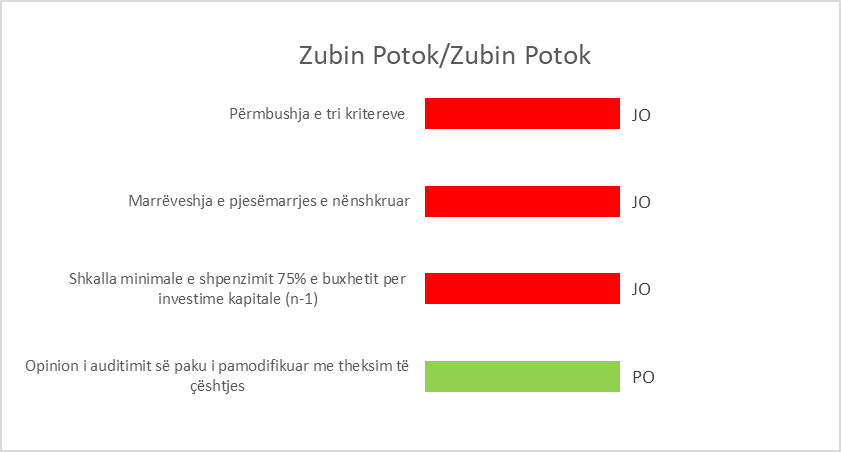 Zubin Potok/Zubin Potok
Përmbushja e tri kritereve
JO
Marrëveshja e pjesëmarrjes e nënshkruar
JO
Shkalla minimale e shpenzimit 75% e buxhetit per
investime kapitale (n-1)
JO
Opinion i auditimit së paku i pamodifikuar me theksim të
çështjes
PO